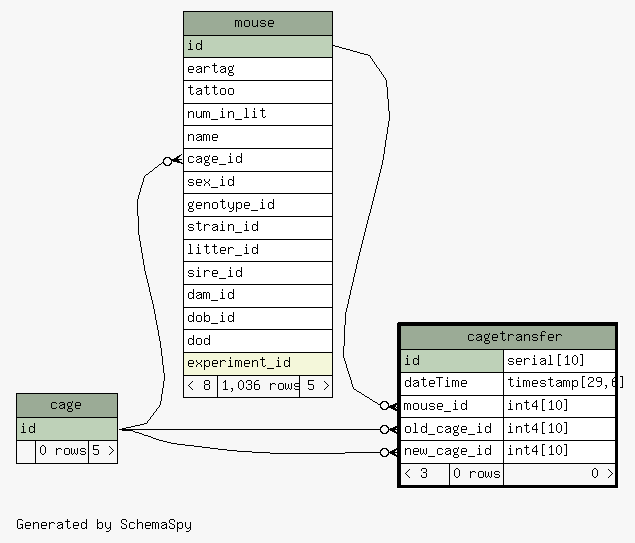 mouse
id
eartag
tattoo
num_in_lit
name
cage_id
sex_id
genotype_id
strain_id
litter_id
sire_id
dam_id
dob_id
dod
experiment_id
< 8 1,036 rows 5 >
cagetransfer
id serial[10]
dateTime timestamp[29,6]
mouse_id int4[10]
old_cage_id int4[10]
new_cage_id int4[10]
< 3 0 rows 0 >
cage
id
0 rows 5 >
Generated by SchemaSpy